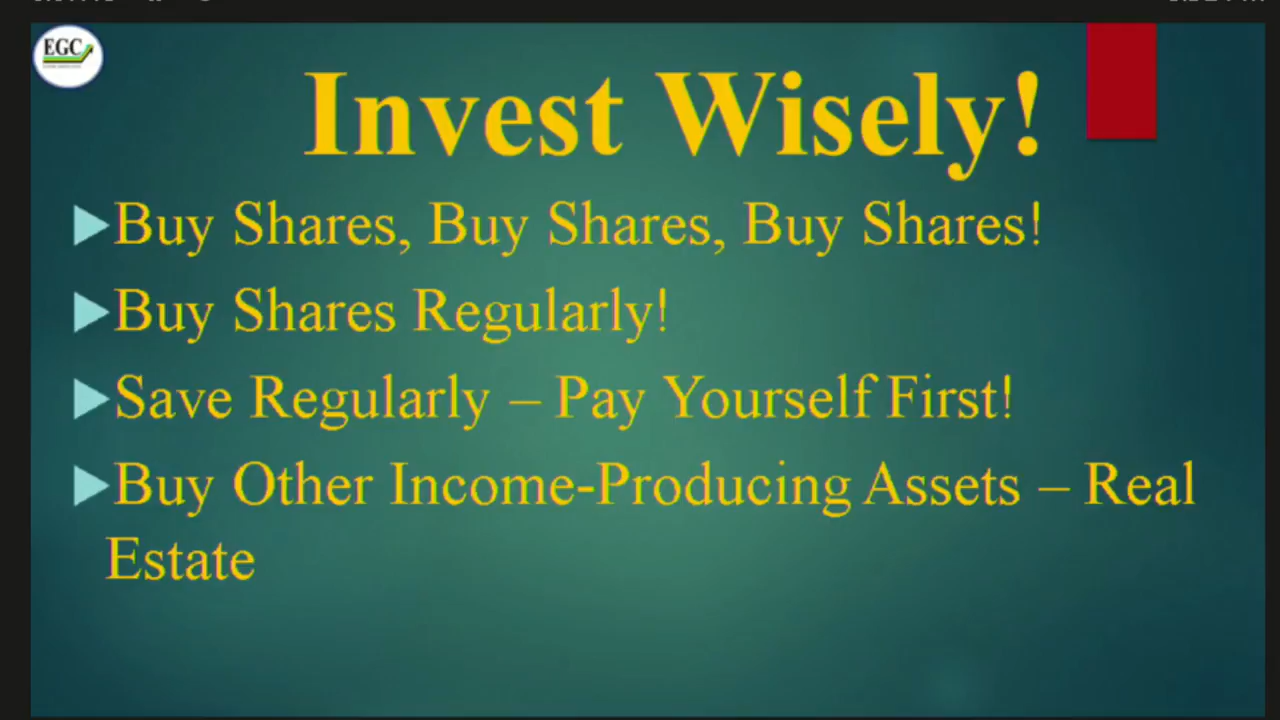 EGC
Invest Wisely!
Buy Shares, Buy Shares, Buy Shares!
Buy Shares Regularly!
Save Regularly – Pay Yourself First!
Buy Other Income-Producing Assets – Real
Estate